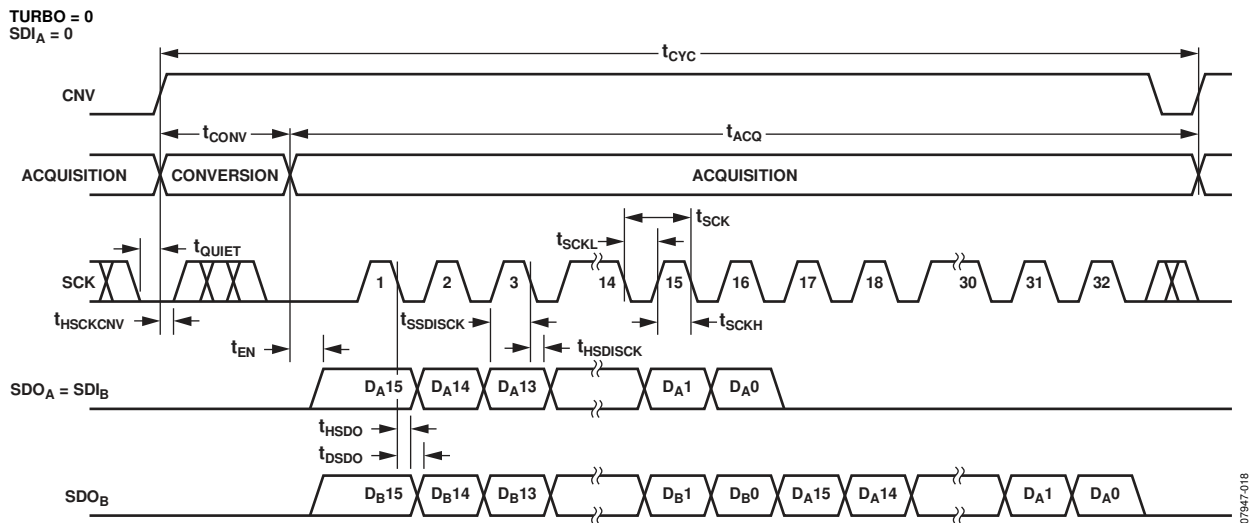 TURBO = 0
SDIA = 0
tCYC
CNV
tCONV
tACQ
ACQUISITION
CONVERSION
ACQUISITION
tSCK
tQUIET
tSCKL
SCK
1 2 3 14 15 16 17 18 30 31 32
tHSCKCNV
tSSDISCK
tSCKH
tEN
tHSDISCK
SDOA = SDIB
DA15 DA14 DA13 DA1 DA0
tHSDO
tDSDO
SDOB
DB15 DB14 DB13 DB1 DB0 DA15 DA14 DA1 DA0
07947-018